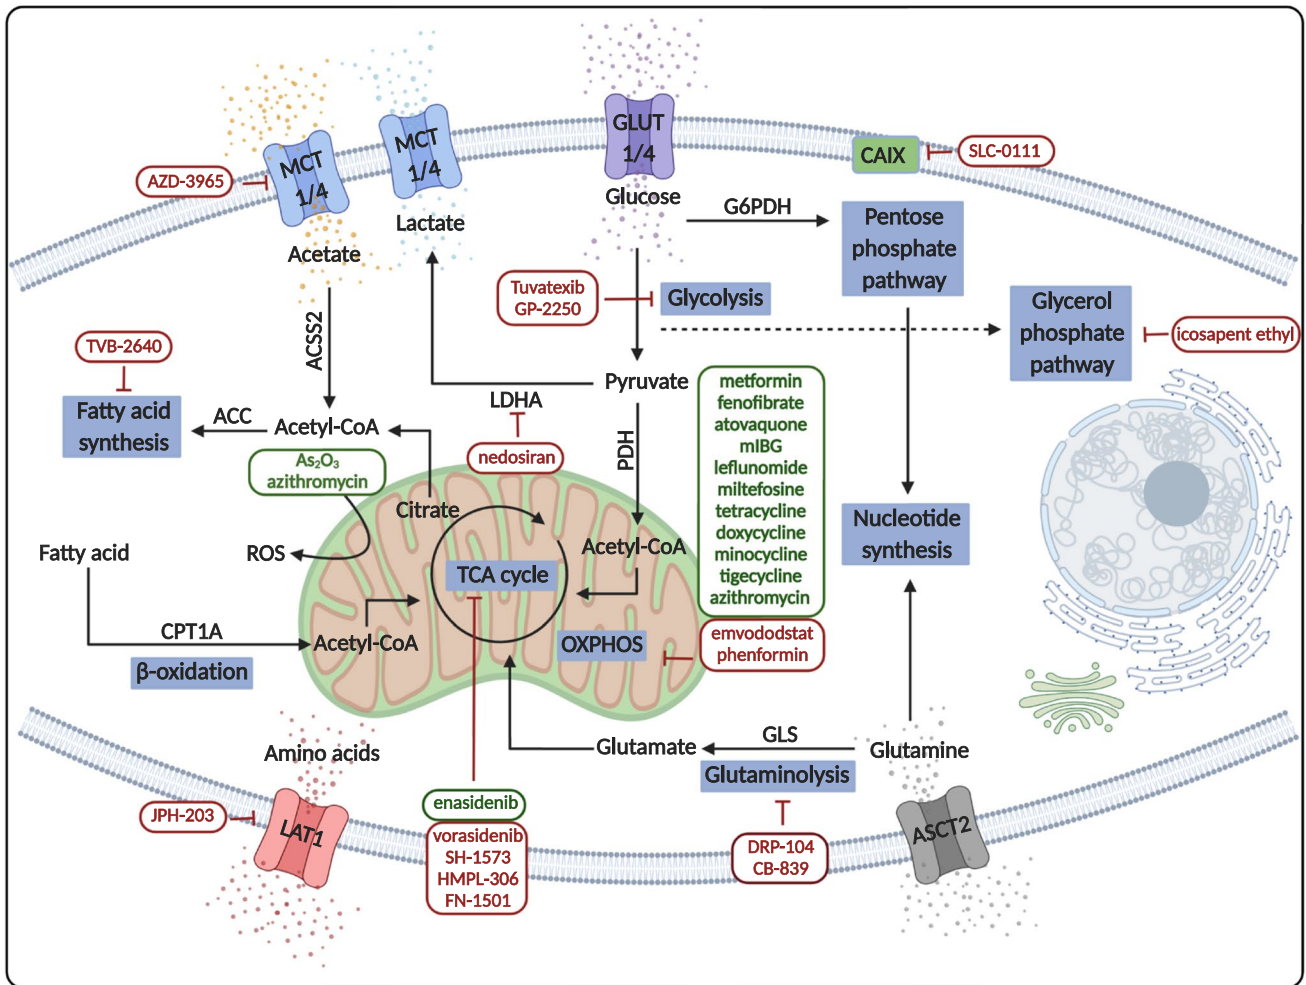 GLUT
1/4
MCT
1/4
MCT
1/4
CAIX
SLC-0111
AZD-3965
Glucose
Lactate
Acetate
G6PDH
Pentose
phosphate
pathway
Tuvatexib
GP-2250
Glycolysis
Glycerol
phosphate
pathway
icosapent ethyl
ACSS2
TVB-2640
Fatty acid
synthesis
ACC
Acetyl-CoA
Pyruvate
LDHA
nedosiran
PDH
metformin
fenofibrate
atovaquone
mIBG
leflunomide
miltefosine
tetracycline
doxycycline
minocycline
tigecycline
azithromycin
emvododstat
phenformin
As₂O₃
azithromycin
Citrate
ROS
Fatty acid
Acetyl-CoA
TCA cycle
Nucleotide
synthesis
CPT1A
β-oxidation
Acetyl-CoA
OXPHOS
Amino acids
Glutamate
GLS
Glutamine
Glutaminolysis
JPH-203
LAT1
enasidenib
vorasidenib
SH-1573
HMPL-306
FN-1501
DRP-104
CB-839
ASCT2